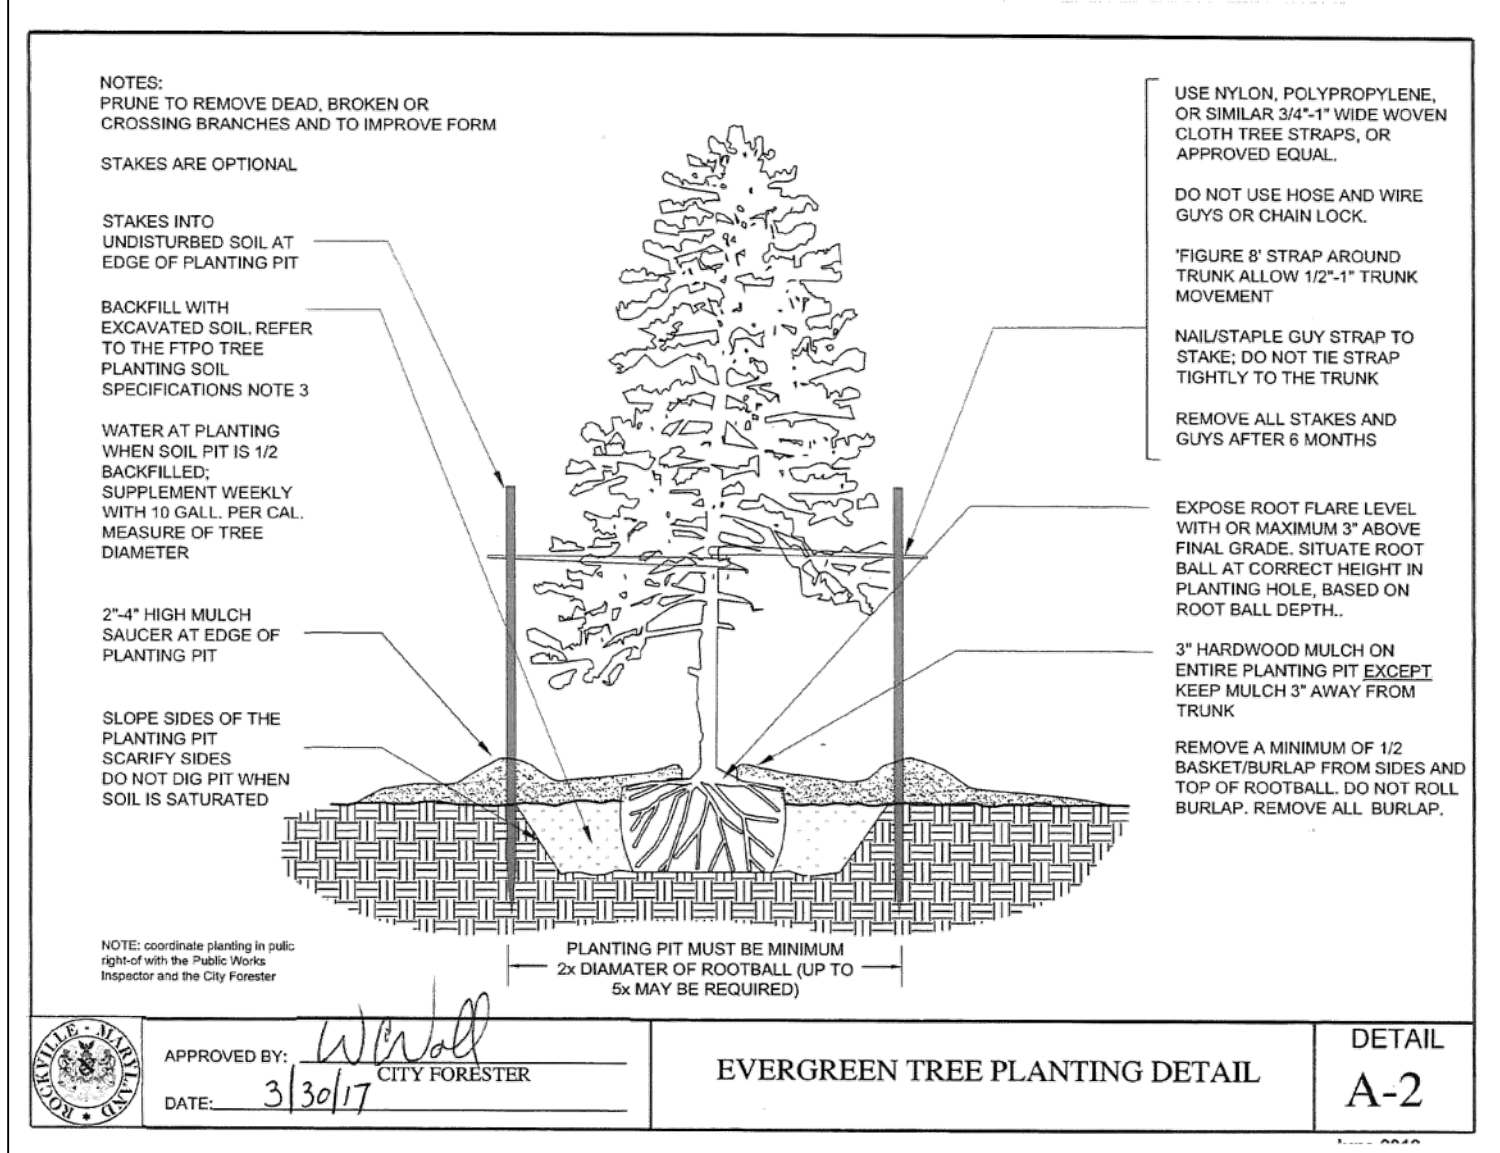 NOTES:
PRUNE TO REMOVE DEAD, BROKEN OR
CROSSING BRANCHES AND TO IMPROVE FORM
STAKES ARE OPTIONAL
STAKES INTO
UNDISTURBED SOIL AT
EDGE OF PLANTING PIT
BACKFILL WITH
EXCAVATED SOIL. REFER
TO THE FTPO TREE
PLANTING SOIL
SPECIFICATIONS NOTE 3
WATER AT PLANTING
WHEN SOIL PIT IS 1/2
BACKFILLED;
SUPPLEMENT WEEKLY
WITH 10 GALL. PER CAL.
MEASURE OF TREE
DIAMETER
2"-4" HIGH MULCH
SAUCER AT EDGE OF
PLANTING PIT
SLOPE SIDES OF THE
PLANTING PIT
SCARIFY SIDES
DO NOT DIG PIT WHEN
SOIL IS SATURATED
USE NYLON, POLYPROPYLENE,
OR SIMILAR 3/4"-1" WIDE WOVEN
CLOTH TREE STRAPS, OR
APPROVED EQUAL.
DO NOT USE HOSE AND WIRE
GUYS OR CHAIN LOCK.
'FIGURE 8' STRAP AROUND
TRUNK ALLOW 1/2"-1" TRUNK
MOVEMENT
NAIL/STAPLE GUY STRAP TO
STAKE; DO NOT TIE STRAP
TIGHTLY TO THE TRUNK
REMOVE ALL STAKES AND
GUYS AFTER 6 MONTHS
EXPOSE ROOT FLARE LEVEL
WITH OR MAXIMUM 3" ABOVE
FINAL GRADE. SITUATE ROOT
BALL AT CORRECT HEIGHT IN
PLANTING HOLE, BASED ON
ROOT BALL DEPTH..
3" HARDWOOD MULCH ON
ENTIRE PLANTING PIT EXCEPT
KEEP MULCH 3" AWAY FROM
TRUNK
REMOVE A MINIMUM OF 1/2
BASKET/BURLAP FROM SIDES AND
TOP OF ROOTBALL. DO NOT ROLL
BURLAP. REMOVE ALL BURLAP.
NOTE: coordinate planting in pulic
right-of with the Public Works
Inspector and the City Forester
PLANTING PIT MUST BE MINIMUM
2x DIAMATER OF ROOTBALL (UP TO
5x MAY BE REQUIRED)
ROCKVILLE - MARYLAND
APPROVED BY:
CITY FORESTER
DATE: 3/30/17
EVERGREEN TREE PLANTING DETAIL
DETAIL
A-2